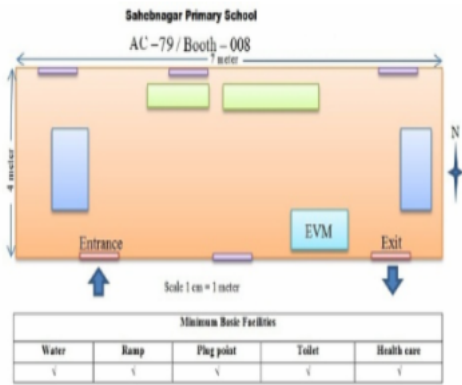 Sahebnagar Primary School
AC -79 / Booth - 008
7 meter
4 meter
N
EVM
Entrance
Exit
Scale 1 cm = 1 meter
Minimum Basic Facilities
Water Ramp Plug point Toilet Health care
√ √ √ √ √